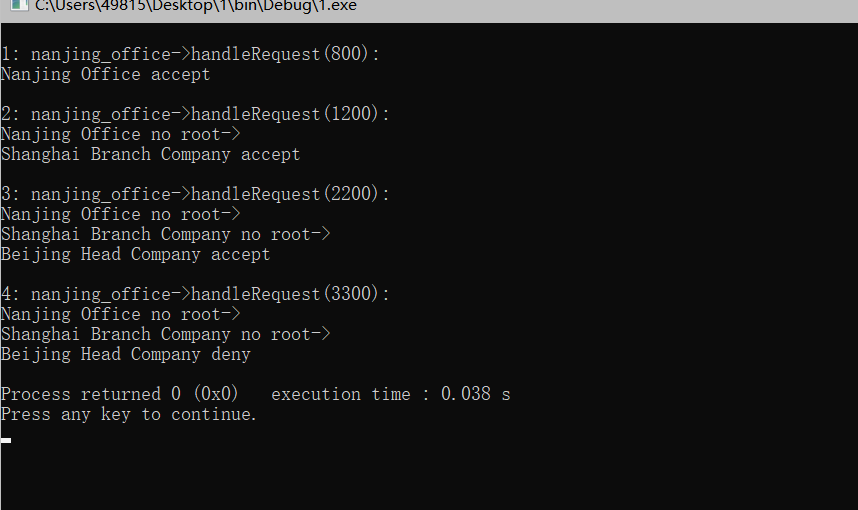 C:\Users\49815\Desktop\1\bin\Debug\1.exe
1: nanjing_office->handleRequest(800):
Nanjing Office accept
2: nanjing_office->handleRequest(1200):
Nanjing Office no root->
Shanghai Branch Company accept
3: nanjing_office->handleRequest(2200):
Nanjing Office no root->
Shanghai Branch Company no root->
Beijing Head Company accept
4: nanjing_office->handleRequest(3300):
Nanjing Office no root->
Shanghai Branch Company no root->
Beijing Head Company deny
Process returned 0 (0x0)   execution time : 0.038 s
Press any key to continue.